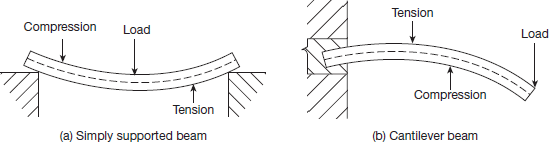 Compression
Load
Tension
(a) Simply supported beam
Tension
Load
Compression
(b) Cantilever beam